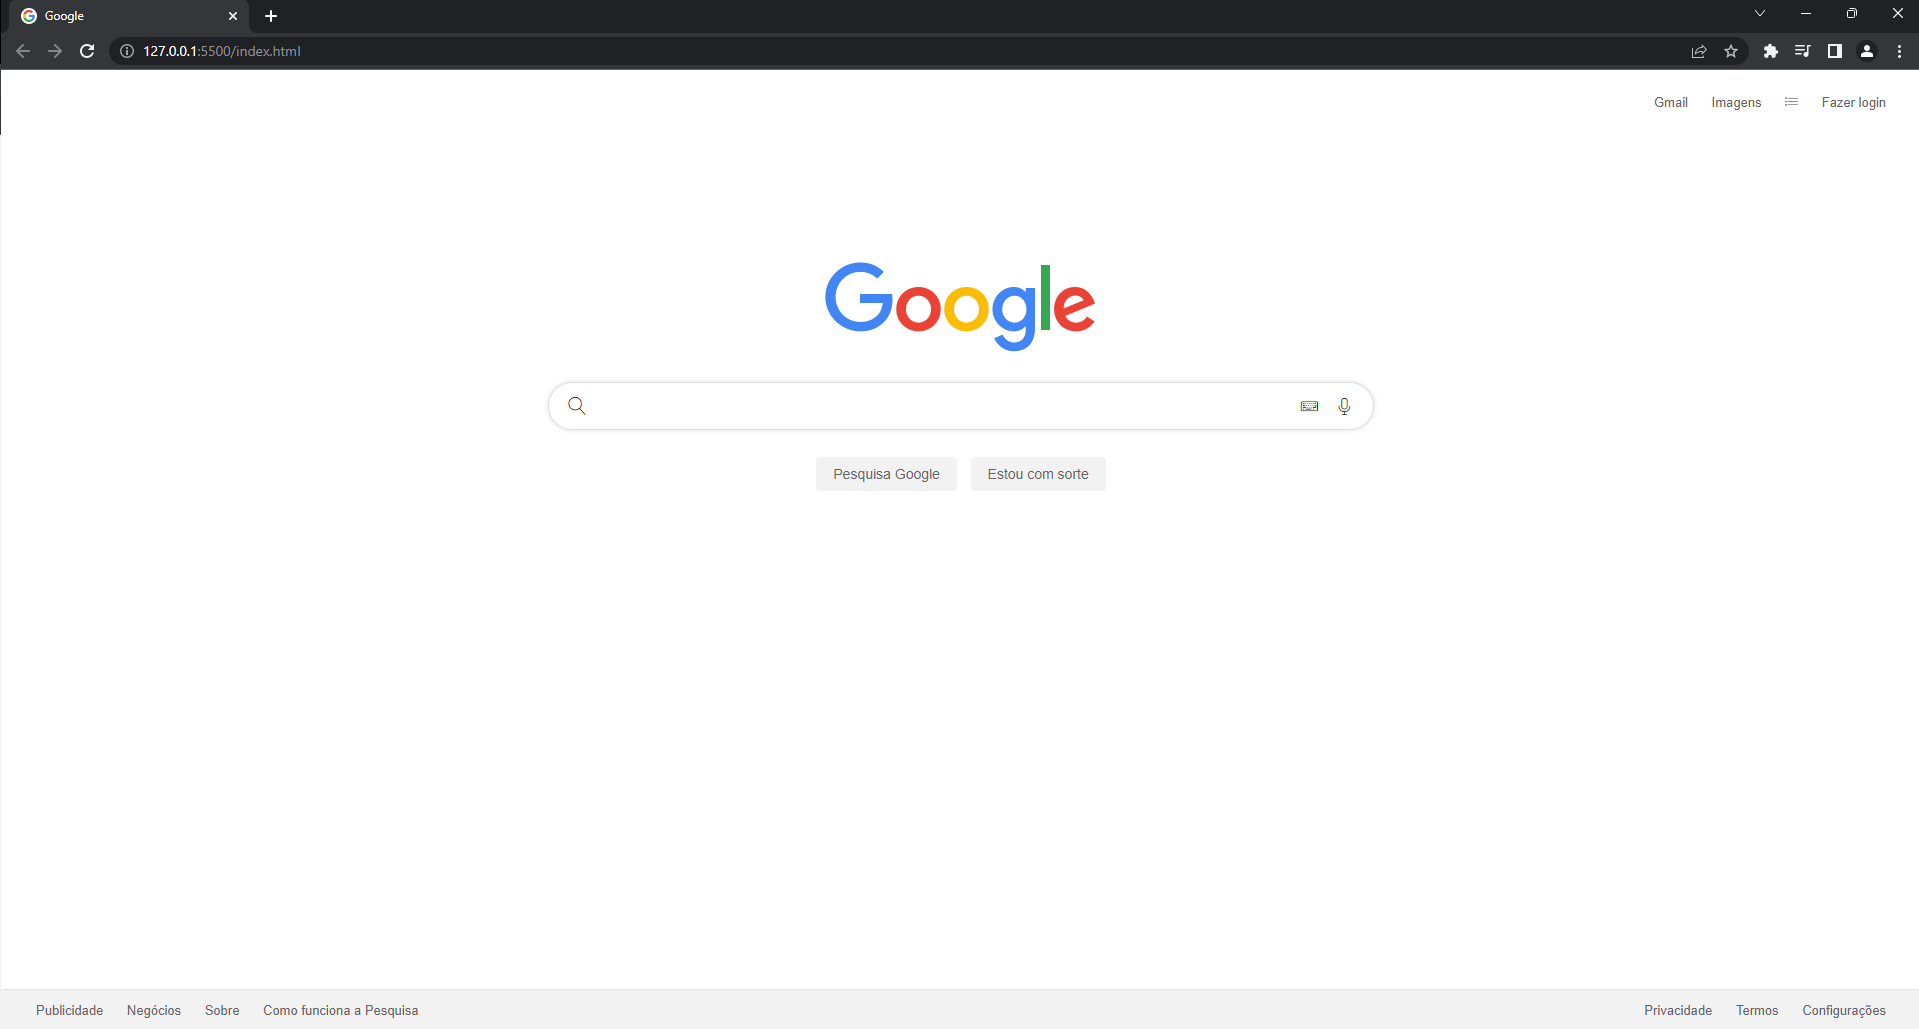 Google
127.0.0.1:5500/index.html
Gmail Imagens Fazer login
Google
Pesquisa Google Estou com sorte
Publicidade Negócios Sobre Como funciona a Pesquisa Privacidade Termos Configurações